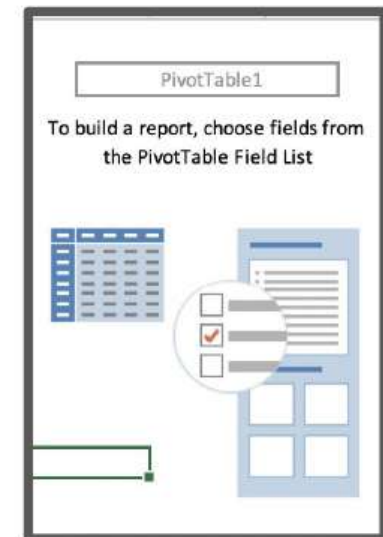 PivotTable1
To build a report, choose fields from
the PivotTable Field List